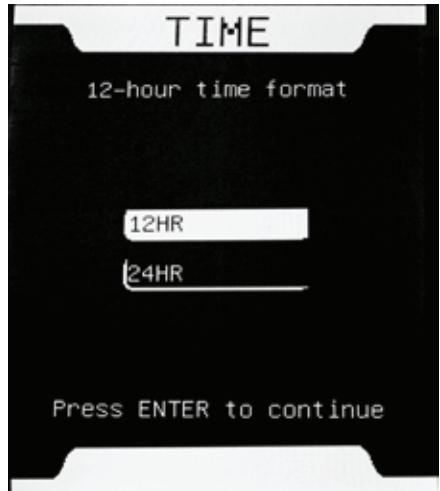 TIME
12-hour time format
12HR
24HR
Press ENTER to continue